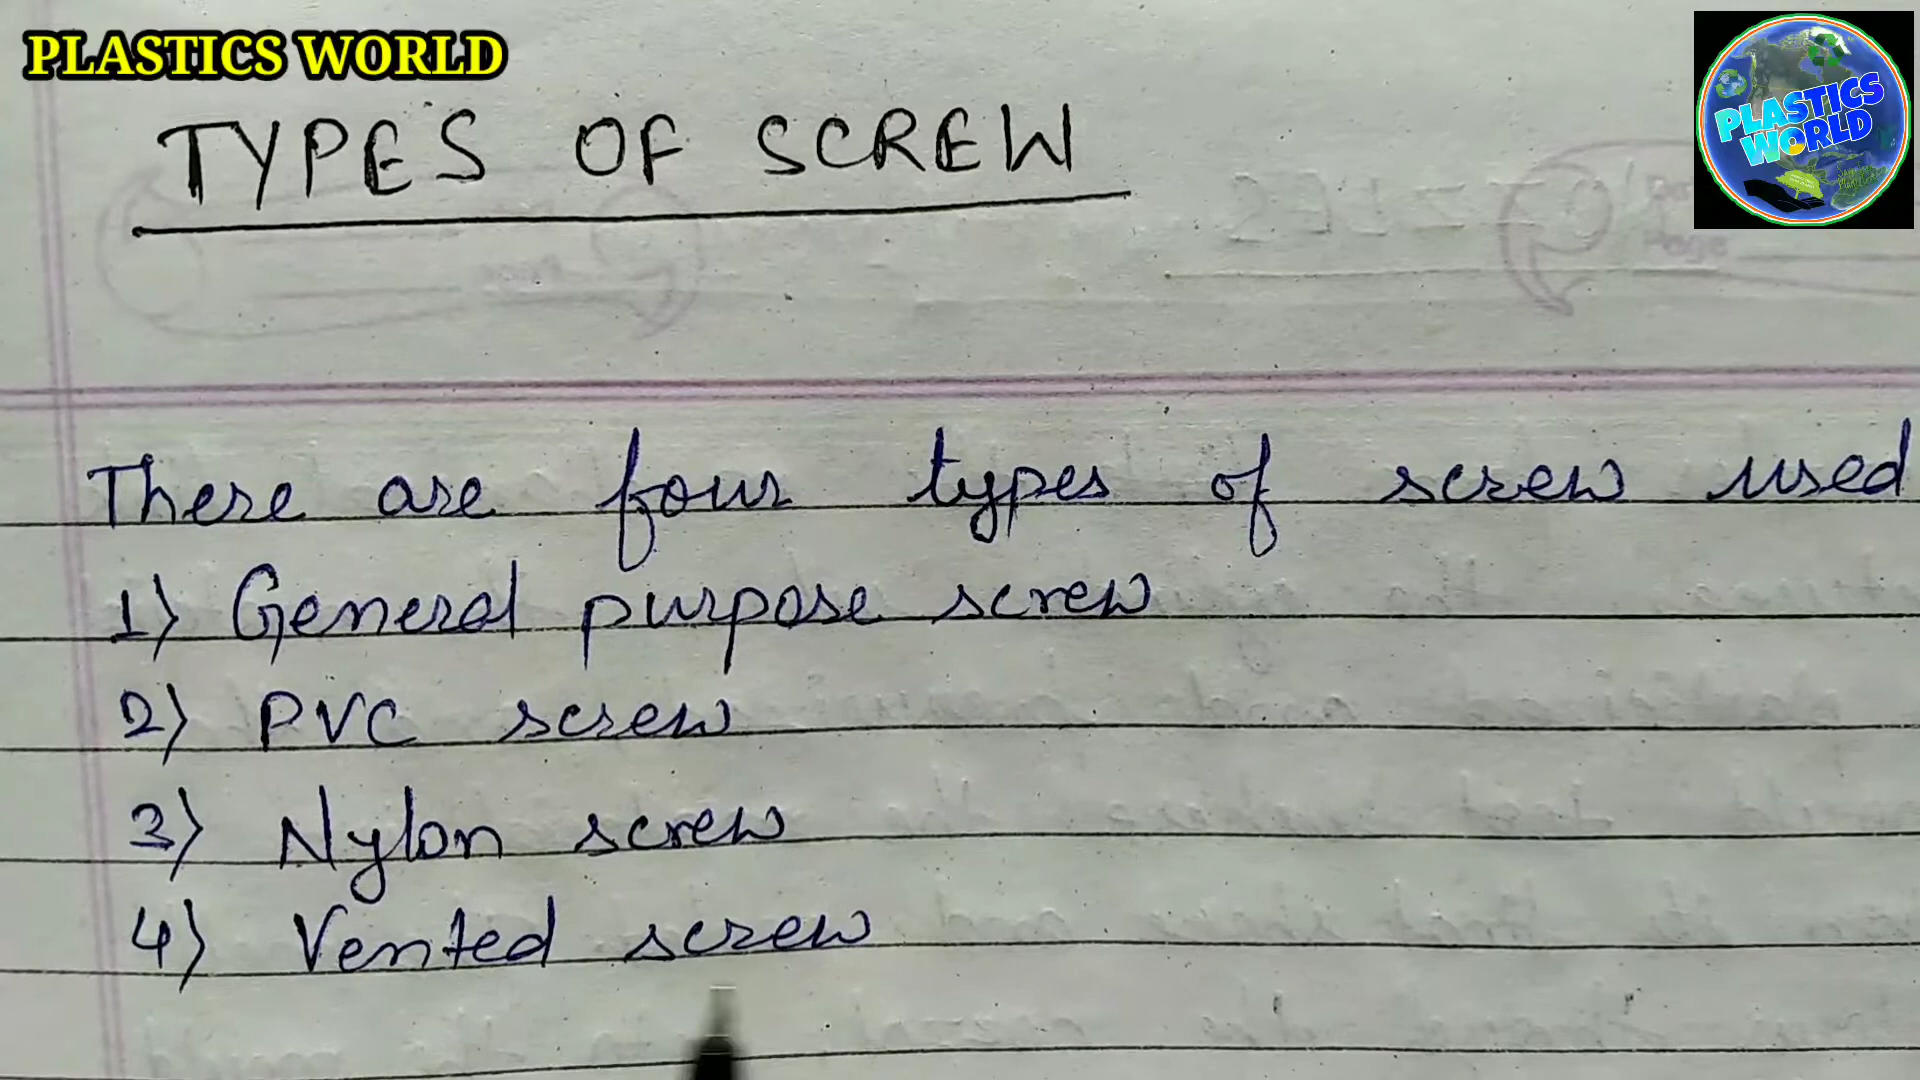 PLASTICS WORLD
PLASTICS
WORLD
TYPES OF SCREW
There are four types of screw used
1) General purpose screw
2) PVC screw
3) Nylon screw
4) Vented screw